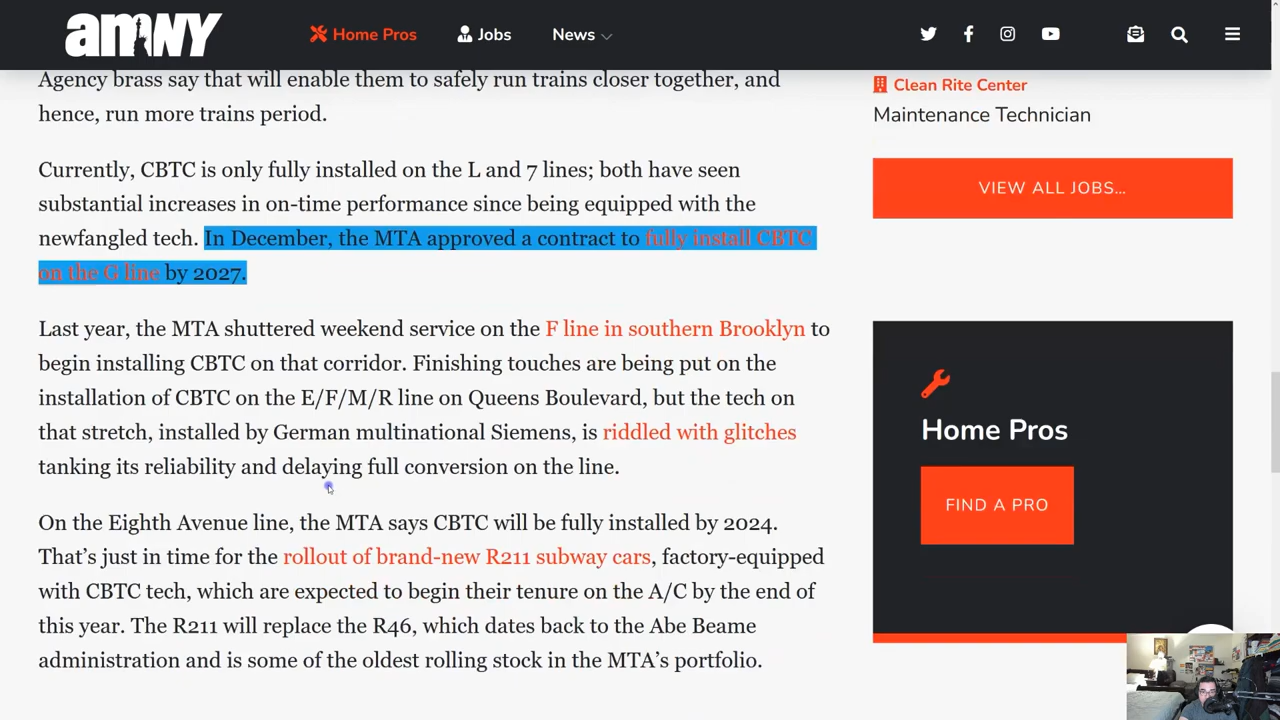 amNY
Home Pros
Jobs
News
Agency brass say that will enable them to safely run trains closer together, and
hence, run more trains period.
Currently, CBTC is only fully installed on the L and 7 lines; both have seen
substantial increases in on-time performance since being equipped with the
newfangled tech. In December, the MTA approved a contract to fully install CBTC
on the G line by 2027.
Last year, the MTA shuttered weekend service on the F line in southern Brooklyn to
begin installing CBTC on that corridor. Finishing touches are being put on the
installation of CBTC on the E/F/M/R line on Queens Boulevard, but the tech on
that stretch, installed by German multinational Siemens, is riddled with glitches
tanking its reliability and delaying full conversion on the line.
On the Eighth Avenue line, the MTA says CBTC will be fully installed by 2024.
That’s just in time for the rollout of brand-new R211 subway cars, factory-equipped
with CBTC tech, which are expected to begin their tenure on the A/C by the end of
this year. The R211 will replace the R46, which dates back to the Abe Beame
administration and is some of the oldest rolling stock in the MTA’s portfolio.
Clean Rite Center
Maintenance Technician
VIEW ALL JOBS…
Home Pros
FIND A PRO